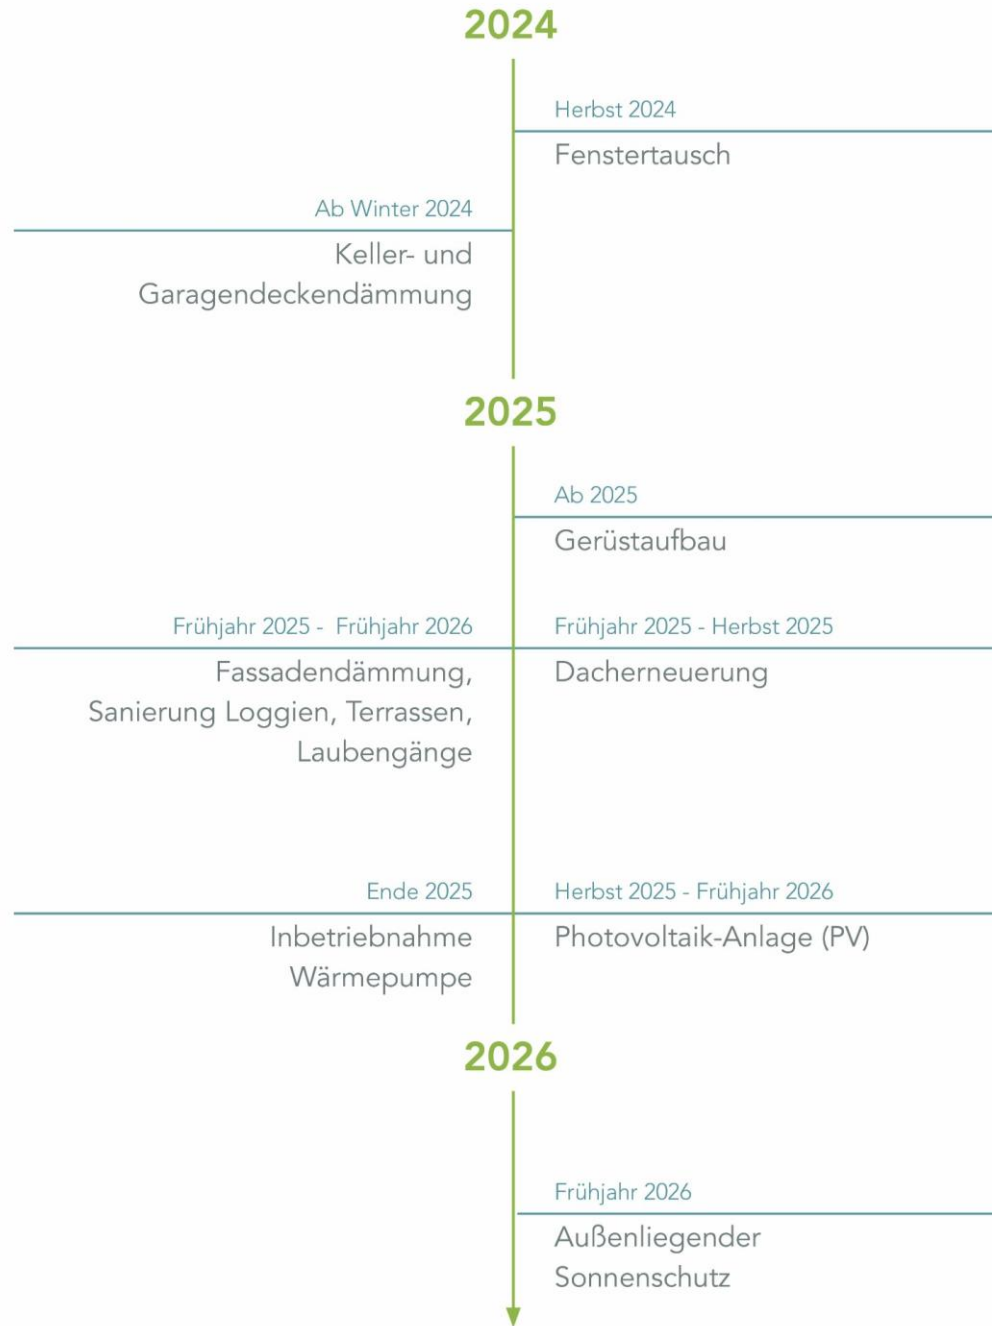 2024
Herbst 2024
Fenstertausch
Ab Winter 2024
Keller- und
Garagendeckendämmung
2025
Ab 2025
Gerüstaufbau
Frühjahr 2025 - Frühjahr 2026
Fassadendämmung,
Sanierung Loggien, Terrassen,
Laubengänge
Frühjahr 2025 - Herbst 2025
Dacherneuerung
Ende 2025
Inbetriebnahme
Wärmepumpe
Herbst 2025 - Frühjahr 2026
Photovoltaik-Anlage (PV)
2026
Frühjahr 2026
Außenliegender
Sonnenschutz